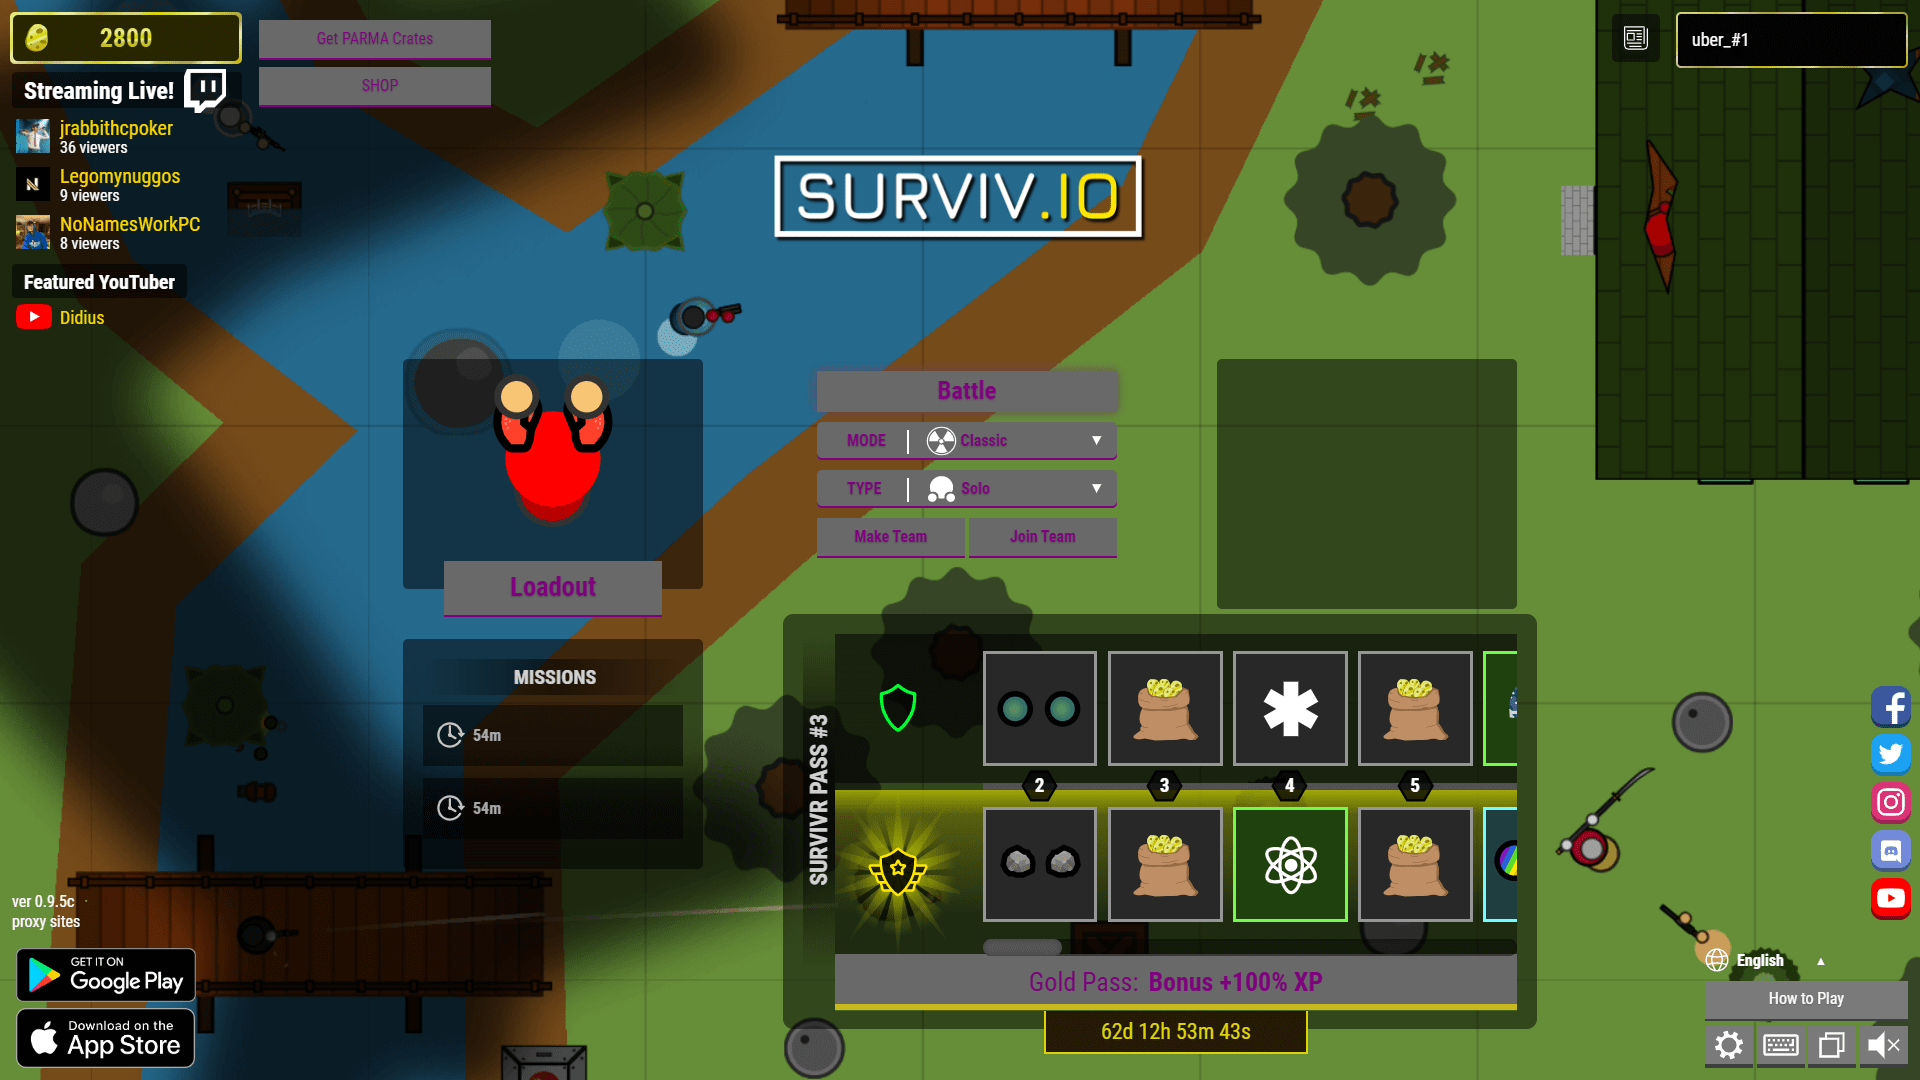 2800
Get PARMA Crates
SHOP
Streaming Live!
jrabbithcpoker
36 viewers
Legomynuggos
9 viewers
NoNamesWorkPC
8 viewers
Featured YouTuber
Didius
uber_#1
SURVIV.IO
Battle
MODE Classic
TYPE Solo
Make Team Join Team
Loadout
MISSIONS
54m
54m
SURVIVR PASS #3
2 3 4 5
Gold Pass: Bonus +100% XP
62d 12h 53m 43s
ver 0.9.5c
proxy sites
GET IT ON
Google Play
Download on the
App Store
English
How to Play